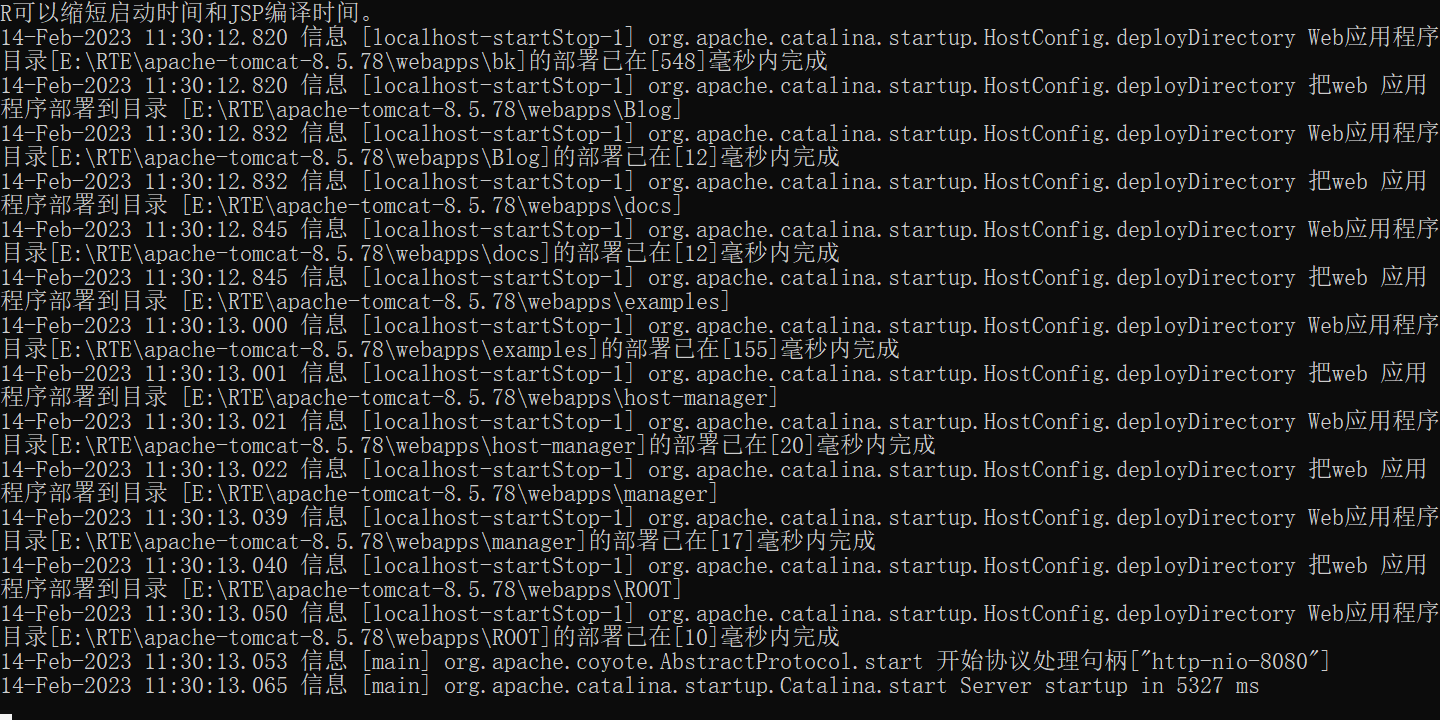 R可以缩短启动时间和JSP编译时间。
14-Feb-2023 11:30:12.820 信息 [localhost-startStop-1] org.apache.catalina.startup.HostConfig.deployDirectory Web应用程序
目录[E:\RTE\apache-tomcat-8.5.78\webapps\bk]的部署已在[548]毫秒内完成
14-Feb-2023 11:30:12.820 信息 [localhost-startStop-1] org.apache.catalina.startup.HostConfig.deployDirectory 把web 应用
程序部署到目录 [E:\RTE\apache-tomcat-8.5.78\webapps\Blog]
14-Feb-2023 11:30:12.832 信息 [localhost-startStop-1] org.apache.catalina.startup.HostConfig.deployDirectory Web应用程序
目录[E:\RTE\apache-tomcat-8.5.78\webapps\Blog]的部署已在[12]毫秒内完成
14-Feb-2023 11:30:12.832 信息 [localhost-startStop-1] org.apache.catalina.startup.HostConfig.deployDirectory 把web 应用
程序部署到目录 [E:\RTE\apache-tomcat-8.5.78\webapps\docs]
14-Feb-2023 11:30:12.845 信息 [localhost-startStop-1] org.apache.catalina.startup.HostConfig.deployDirectory Web应用程序
目录[E:\RTE\apache-tomcat-8.5.78\webapps\docs]的部署已在[12]毫秒内完成
14-Feb-2023 11:30:12.845 信息 [localhost-startStop-1] org.apache.catalina.startup.HostConfig.deployDirectory 把web 应用
程序部署到目录 [E:\RTE\apache-tomcat-8.5.78\webapps\examples]
14-Feb-2023 11:30:13.000 信息 [localhost-startStop-1] org.apache.catalina.startup.HostConfig.deployDirectory Web应用程序
目录[E:\RTE\apache-tomcat-8.5.78\webapps\examples]的部署已在[155]毫秒内完成
14-Feb-2023 11:30:13.001 信息 [localhost-startStop-1] org.apache.catalina.startup.HostConfig.deployDirectory 把web 应用
程序部署到目录 [E:\RTE\apache-tomcat-8.5.78\webapps\host-manager]
14-Feb-2023 11:30:13.021 信息 [localhost-startStop-1] org.apache.catalina.startup.HostConfig.deployDirectory Web应用程序
目录[E:\RTE\apache-tomcat-8.5.78\webapps\host-manager]的部署已在[20]毫秒内完成
14-Feb-2023 11:30:13.022 信息 [localhost-startStop-1] org.apache.catalina.startup.HostConfig.deployDirectory 把web 应用
程序部署到目录 [E:\RTE\apache-tomcat-8.5.78\webapps\manager]
14-Feb-2023 11:30:13.039 信息 [localhost-startStop-1] org.apache.catalina.startup.HostConfig.deployDirectory Web应用程序
目录[E:\RTE\apache-tomcat-8.5.78\webapps\manager]的部署已在[17]毫秒内完成
14-Feb-2023 11:30:13.040 信息 [localhost-startStop-1] org.apache.catalina.startup.HostConfig.deployDirectory 把web 应用
程序部署到目录 [E:\RTE\apache-tomcat-8.5.78\webapps\ROOT]
14-Feb-2023 11:30:13.050 信息 [localhost-startStop-1] org.apache.catalina.startup.HostConfig.deployDirectory Web应用程序
目录[E:\RTE\apache-tomcat-8.5.78\webapps\ROOT]的部署已在[10]毫秒内完成
14-Feb-2023 11:30:13.053 信息 [main] org.apache.coyote.AbstractProtocol.start 开始协议处理句柄["http-nio-8080"]
14-Feb-2023 11:30:13.065 信息 [main] org.apache.catalina.startup.Catalina.start Server startup in 5327 ms